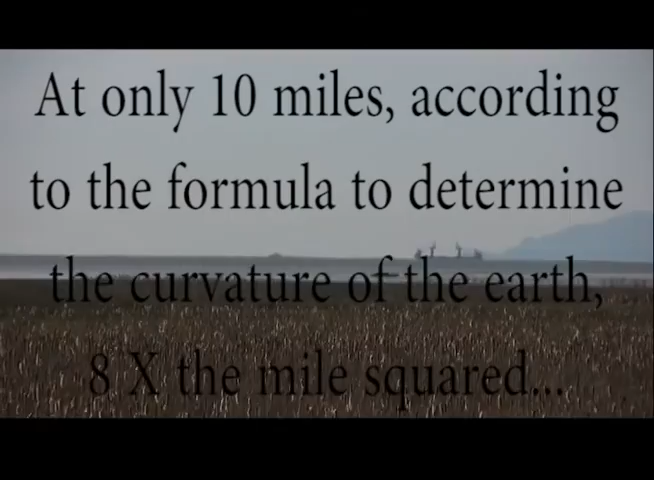 At only 10 miles, according
to the formula to determine
the curvature of the earth,
8 X the mile squared...